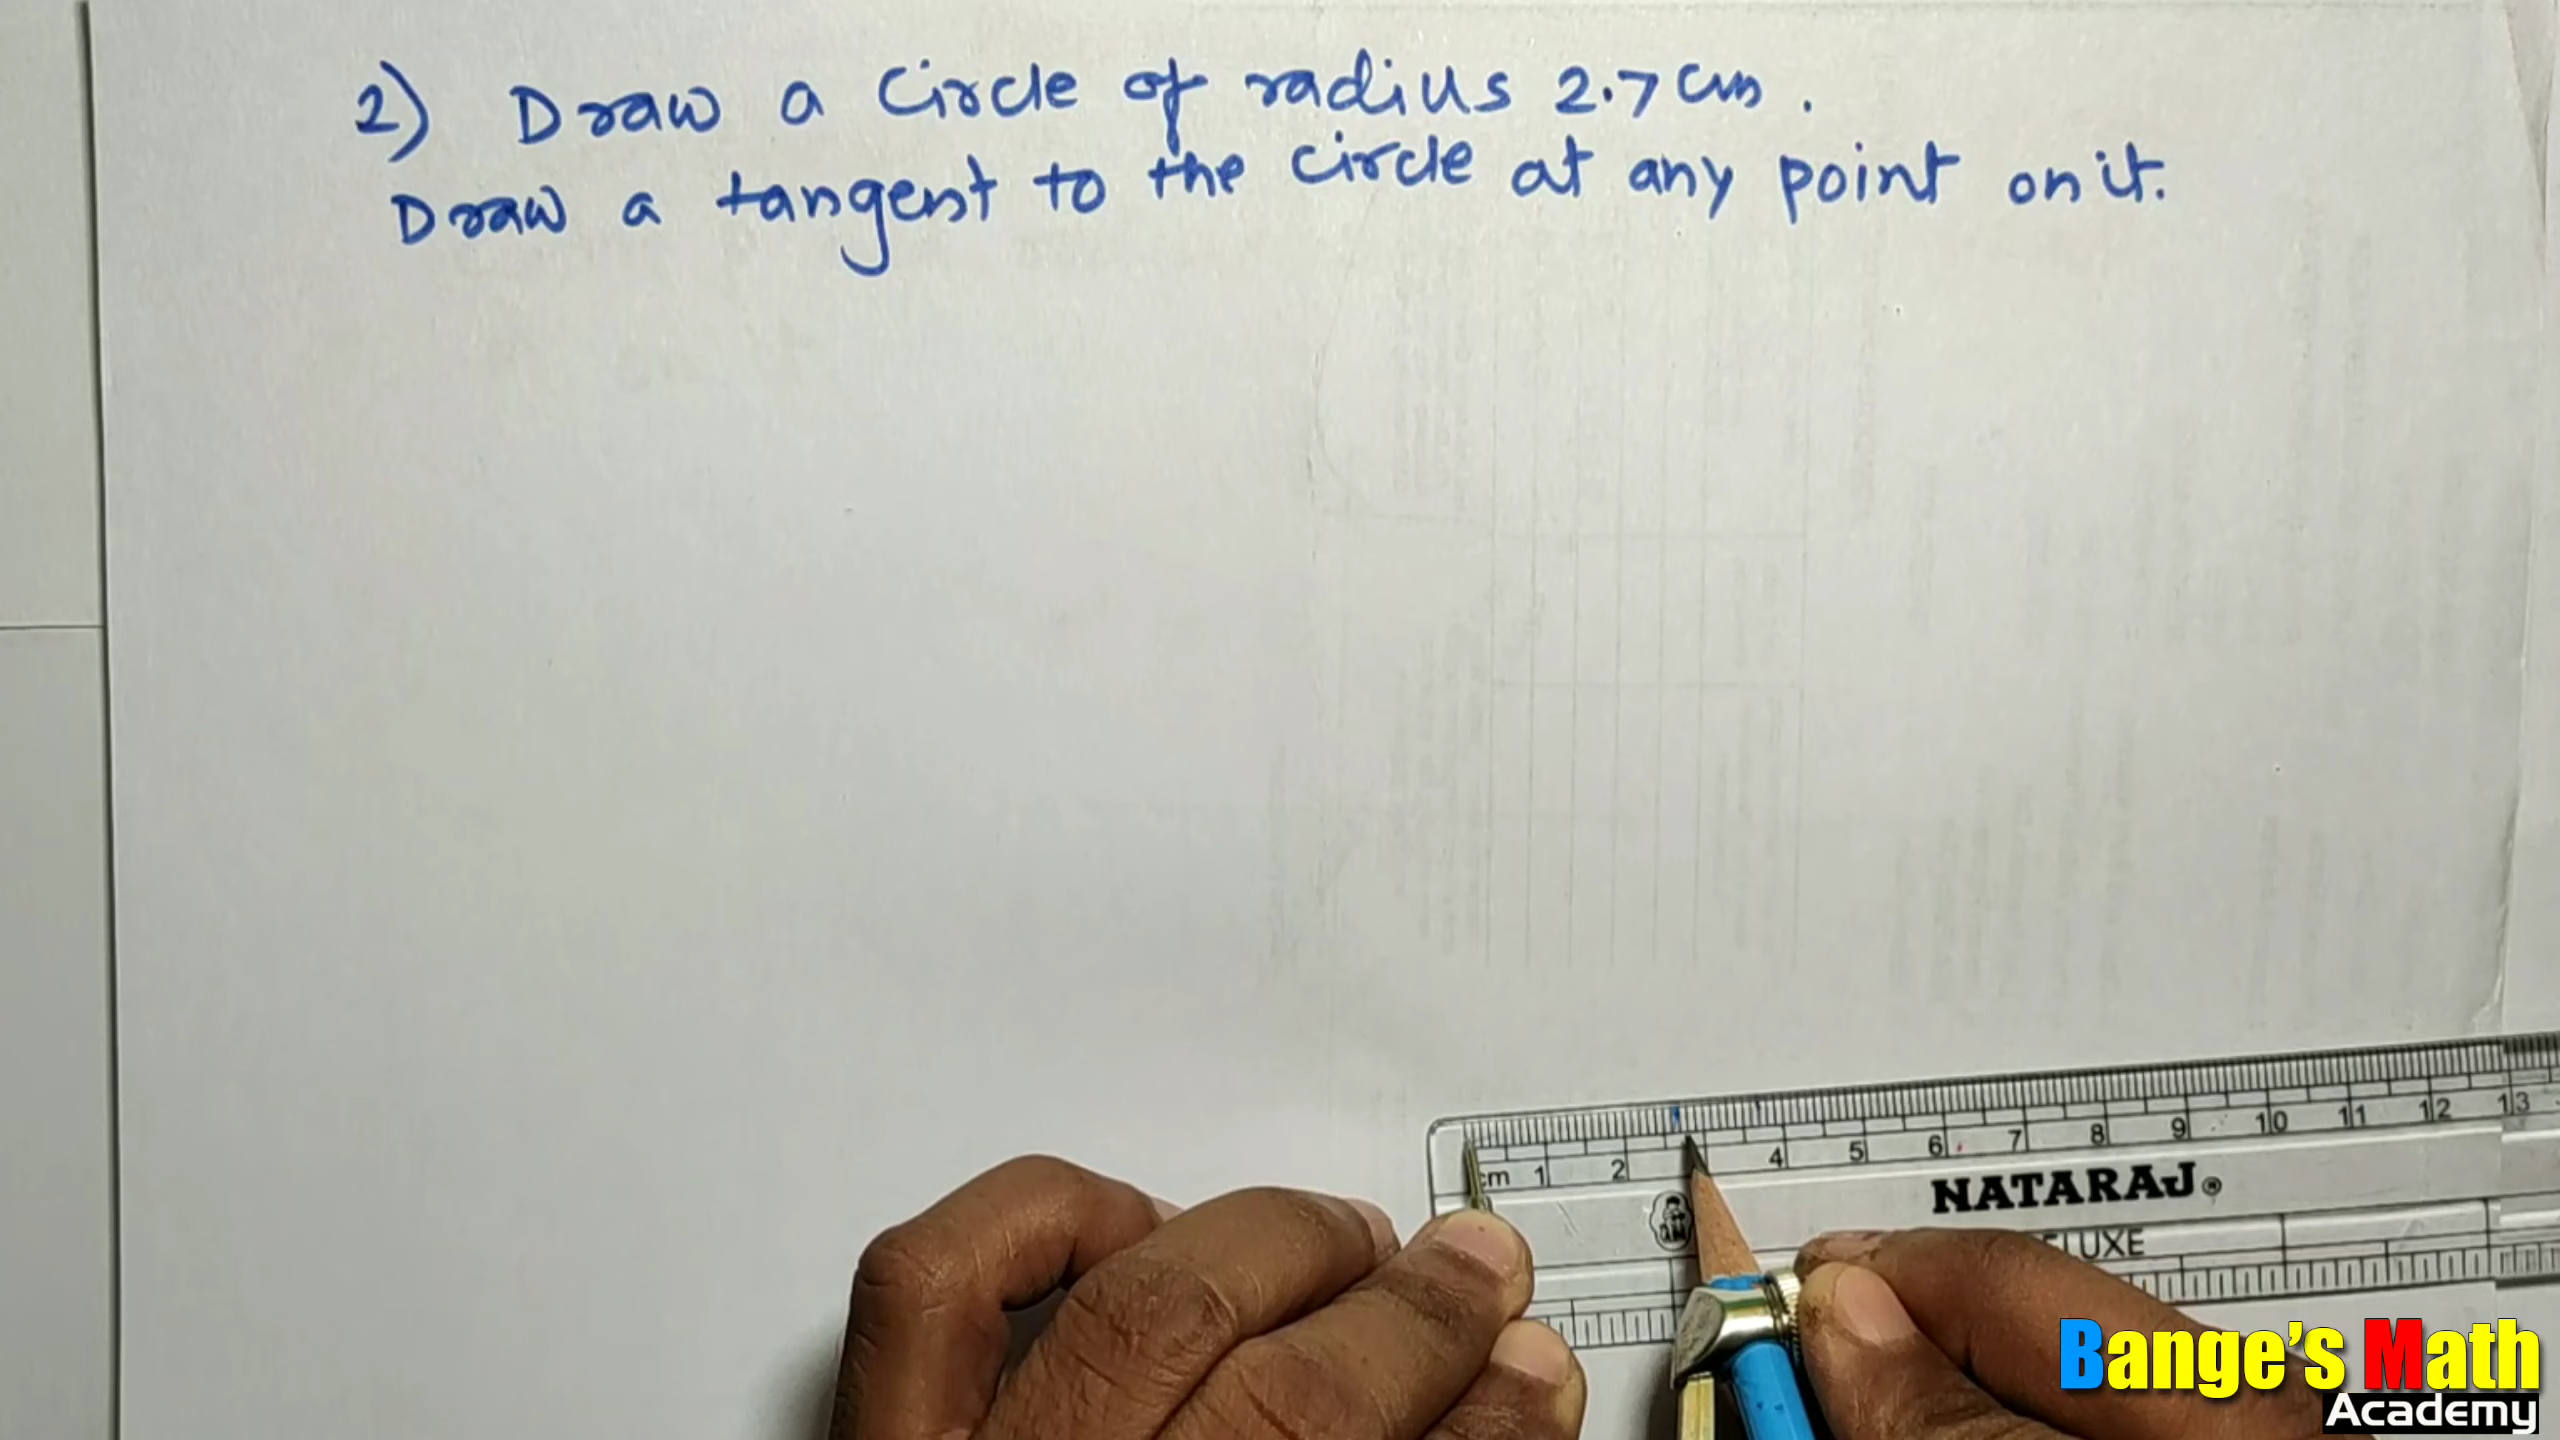 2) Draw a circle of radius 2.7 cm.
Draw a tangent to the circle at any point on it.
cm 1 2 4 5 6 7 8 9 10 11 12 13
NATARAJ ®
LUXE
Bange's Math
Academy